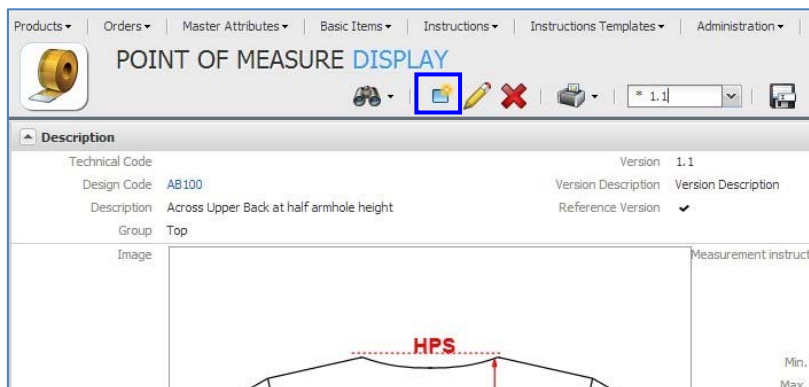 Products Orders Master Attributes Basic Items Instructions Instructions Templates Administration
POINT OF MEASURE DISPLAY
* 1.1
Description
Technical Code Version 1.1
Design Code AB100 Version Description Version Description
Description Across Upper Back at half armhole height Reference Version ✔
Group Top
Image Measurement instruct
HPS
Min.
Max